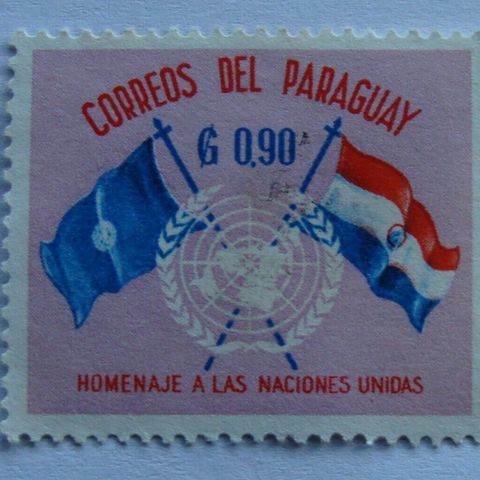 CORREOS DEL PARAGUAY
₲ 0,90
HOMENAJE A LAS NACIONES UNIDAS